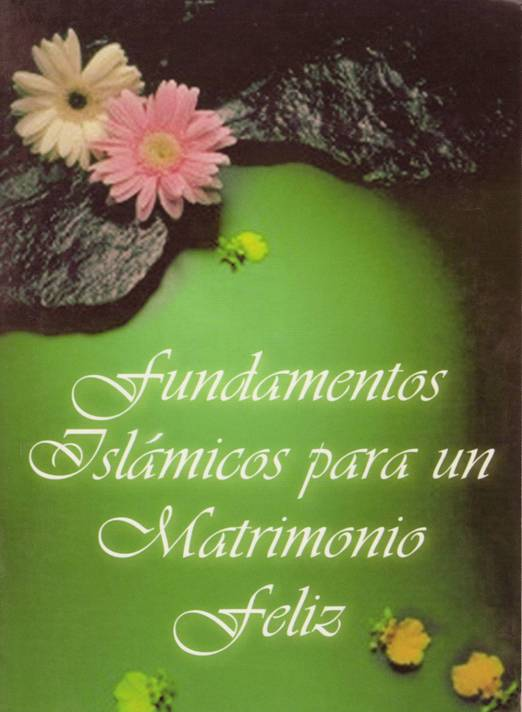 Fundamentos
Islámicos para un
Matrimonio
Feliz